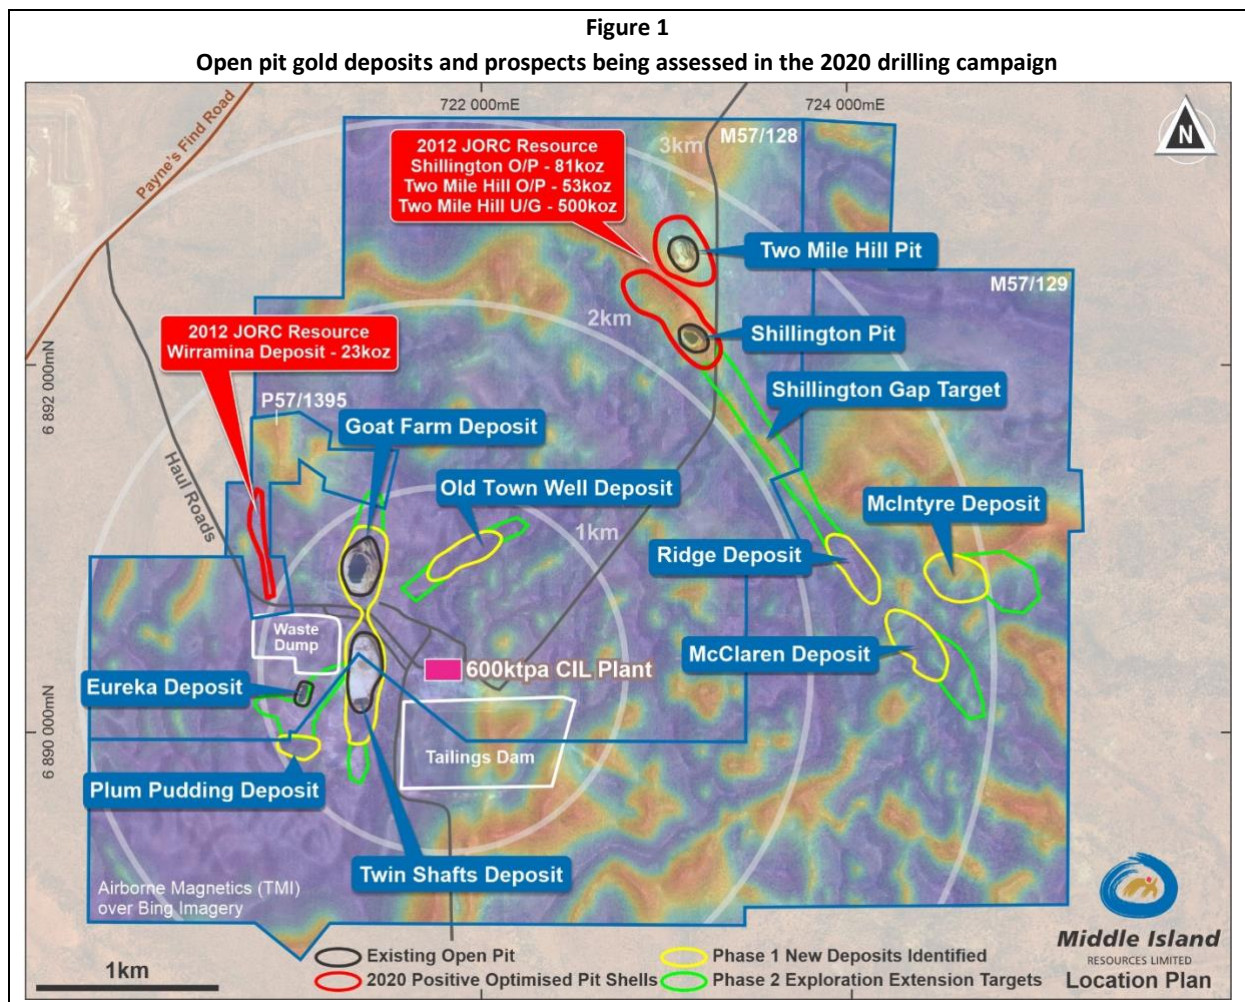 Figure 1
Open pit gold deposits and prospects being assessed in the 2020 drilling campaign
722 000mE
724 000mE
Payne's Find Road
2012 JORC Resource
Shillington O/P - 81koz
Two Mile Hill O/P - 53koz
Two Mile Hill U/G - 500koz
3km
M57/128
N
Two Mile Hill Pit
M57/129
2km
Shillington Pit
2012 JORC Resource
Wirramina Deposit - 23koz
6 892 000mN
Shillington Gap Target
P57/1395
Goat Farm Deposit
Haul Roads
Old Town Well Deposit
McIntyre Deposit
1km
Ridge Deposit
Waste
Dump
McClaren Deposit
600ktpa CIL Plant
Eureka Deposit
6 890 000mN
Tailings Dam
Plum Pudding Deposit
Twin Shafts Deposit
Airborne Magnetics (TMI)
over Bing Imagery
Existing Open Pit
Phase 1 New Deposits Identified
2020 Positive Optimised Pit Shells
Phase 2 Exploration Extension Targets
1km
Middle Island
RESOURCES LIMITED
Location Plan